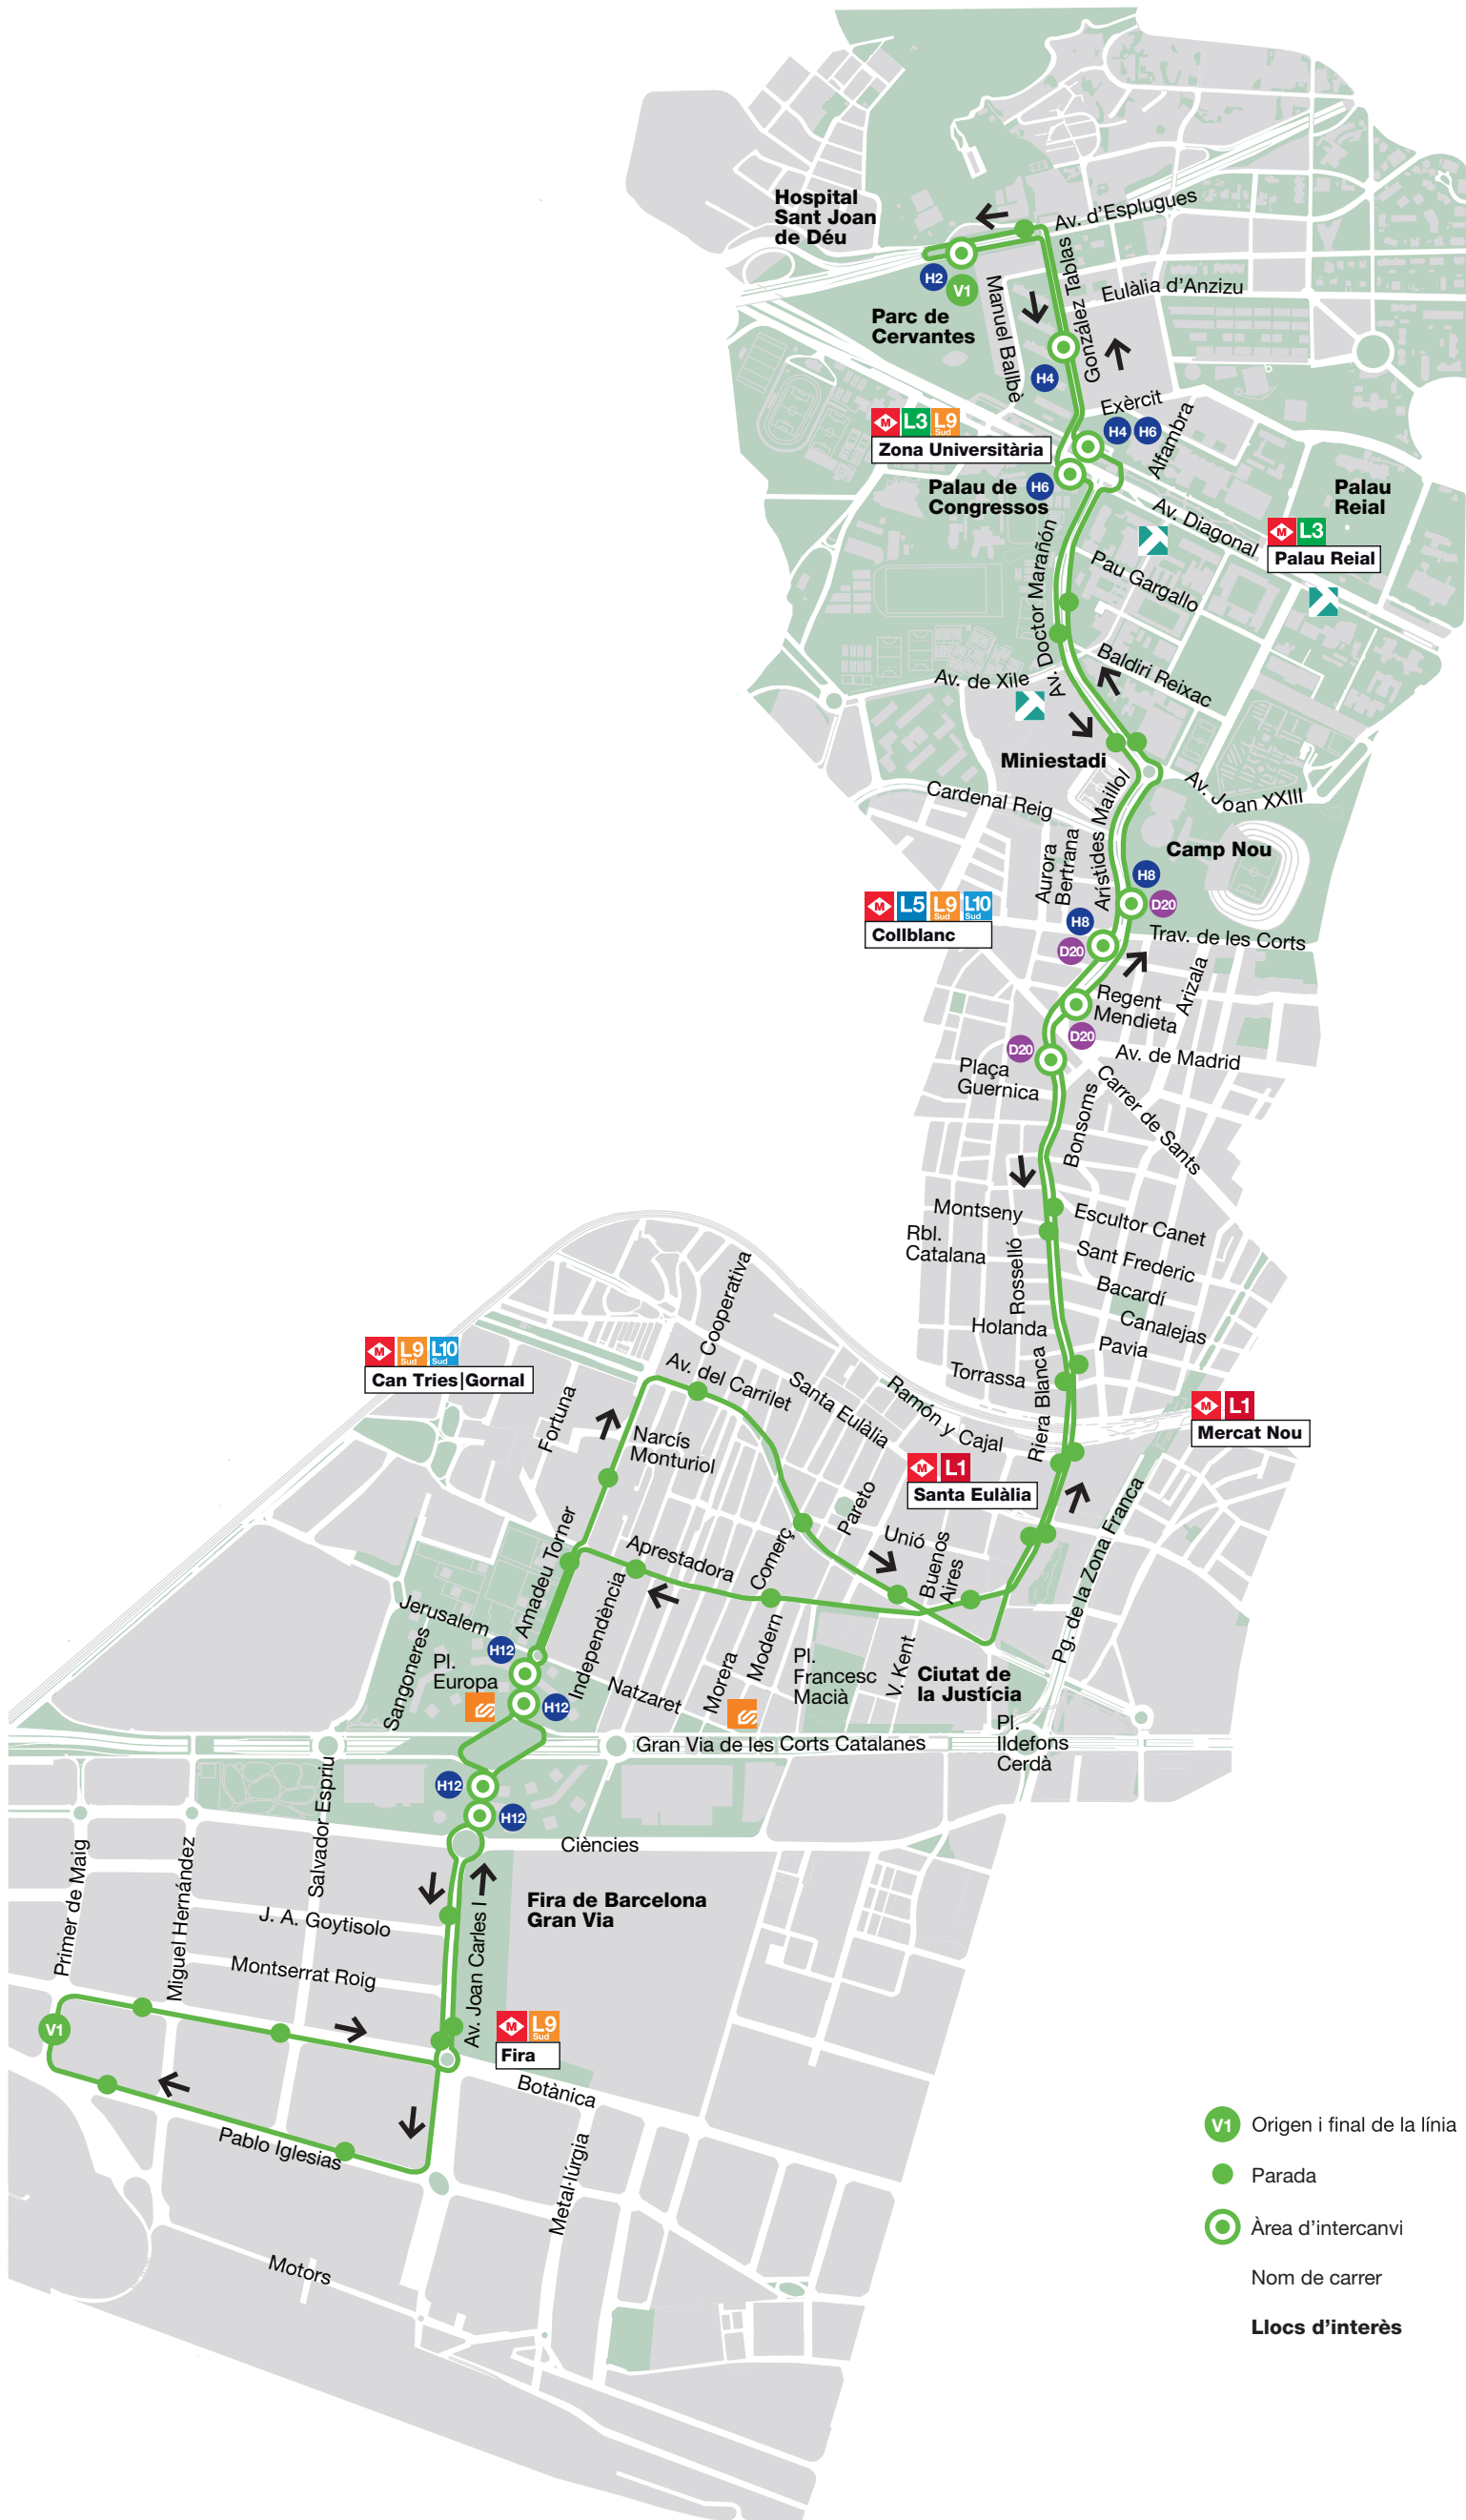 Hospital
Sant Joan
de Déu
Av. d'Esplugues
H2
V1
Manuel Ballbè
González Tablas
Eulàlia d'Anzizu
Parc de
Cervantes
H4
Exèrcit
H4
H6
Alfambra
M
L3
L9
Sud
Zona Universitària
Palau de
Congressos
H6
Palau
Reial
Av. Diagonal
M
L3
Palau Reial
Av. Doctor Marañón
Pau Gargallo
Baldiri Reixac
Av. de Xile
Miniestadi
Av. Joan XXIII
Cardenal Reig
Arístides Maillol
Aurora
Bertrana
Camp Nou
H8
D20
M
L5
L9
Sud
L10
Sud
Collblanc
H8
D20
Trav. de les Corts
Arizala
Regent
Mendieta
D20
D20
Av. de Madrid
Plaça
Guernica
Carrer de Sants
Bonsoms
Montseny
Escultor Canet
Rbl.
Catalana
Rosselló
Sant Frederic
Bacardí
Canalejas
Holanda
Pavia
Torrassa
Riera Blanca
Cooperativa
M
L9
Sud
L10
Sud
Can Tries|Gornal
Av. del Carrilet
Santa Eulàlia
Ramón y Cajal
M
L1
Mercat Nou
Fortuna
Narcís
Monturiol
M
L1
Santa Eulàlia
Pareto
Unió
Buenos
Aires
Pg. de la Zona Franca
Amadeu Torner
Aprestadora
Comerç
Jerusalem
Independència
H12
Sangoneres
Pl.
Europa
H12
Natzaret
Morera
Modern
Pl.
Francesc
Macià
V. Kent
Ciutat de
la Justícia
Gran Via de les Corts Catalanes
Pl.
Ildefons
Cerdà
H12
H12
Salvador Espriu
Ciències
Primer de Maig
Miguel Hernández
J. A. Goytisolo
Fira de Barcelona
Gran Via
Montserrat Roig
Av. Joan Carles I
V1
M
L9
Sud
Fira
Botànica
Pablo Iglesias
Metal·lúrgia
Motors
V1 Origen i final de la línia
Parada
Àrea d'intercanvi
Nom de carrer
Llocs d'interès